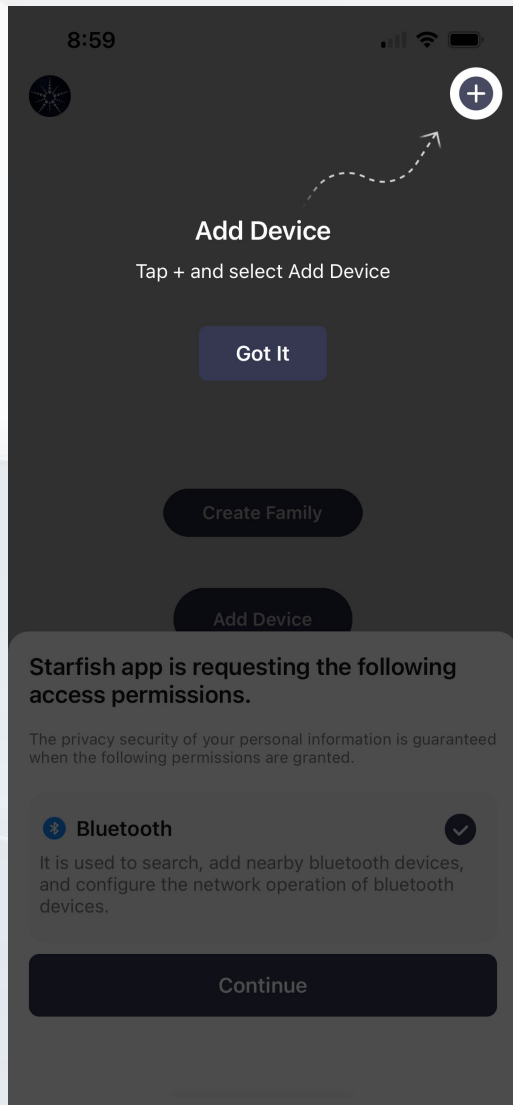 8:59
Add Device
Tap + and select Add Device
Got It
Create Family
Add Device
Starfish app is requesting the following
access permissions.
The privacy security of your personal information is guaranteed
when the following permissions are granted.
Bluetooth
It is used to search, add nearby bluetooth devices,
and configure the network operation of bluetooth
devices.
Continue